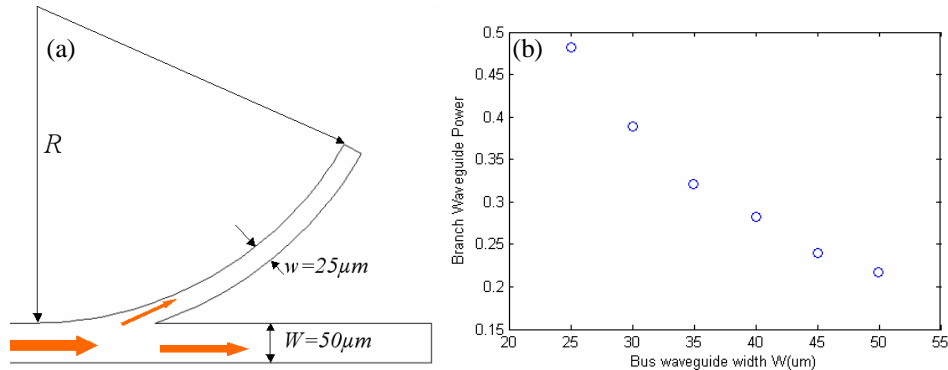 (a)
R
w=25μm
W=50μm
(b)
Branch Waveguide Power
0.5
0.45
0.4
0.35
0.3
0.25
0.2
0.15
20 25 30 35 40 45 50 55
Bus waveguide width W(um)